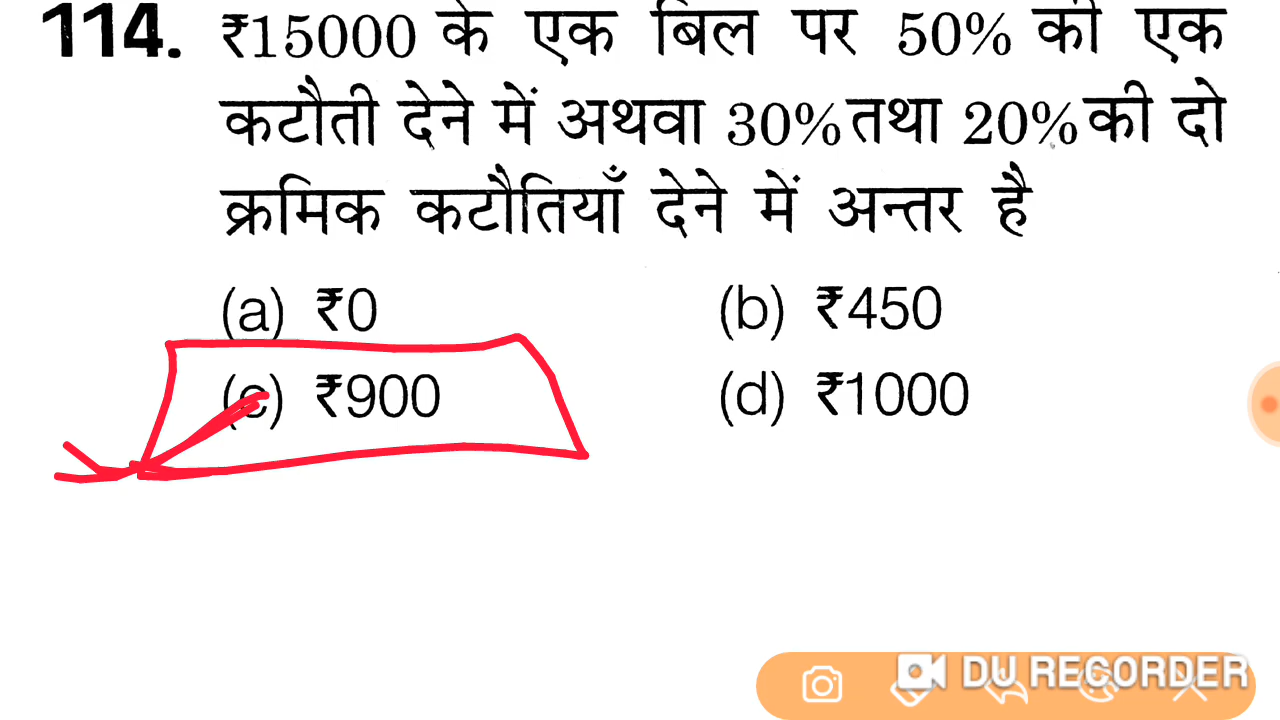 114. ₹15000 के एक बिल पर 50% की एक
कटौती देने में अथवा 30% तथा 20% की दो
क्रमिक कटौतियाँ देने में अन्तर है
(a) ₹0 (b) ₹450
(c) ₹900 (d) ₹1000
DU RECORDER